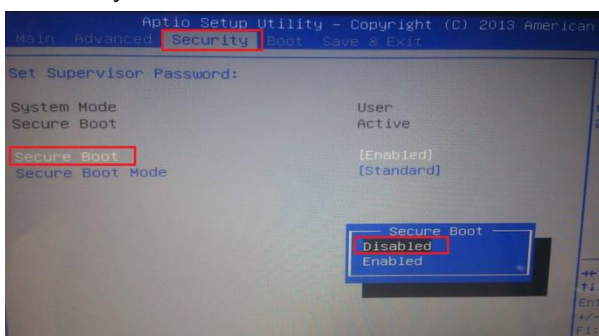 Aptio Setup Utility – Copyright (C) 2013 American
Main Advanced Security Boot Save & Exit
Set Supervisor Password:
System Mode User
Secure Boot Active
Secure Boot [Enabled]
Secure Boot Mode [Standard]
Secure Boot
Disabled
Enabled